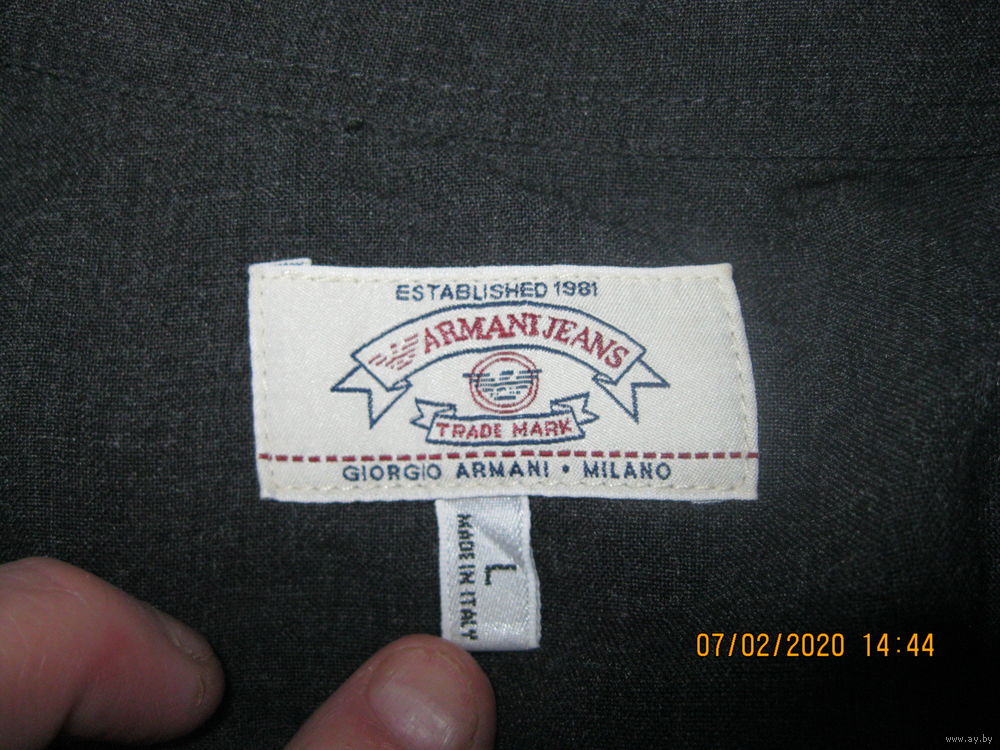 ESTABLISHED 1981
ARMANI JEANS
TRADE MARK
GIORGIO ARMANI • MILANO
L
MADE IN ITALY
07/02/2020 14:44
www.ay.by